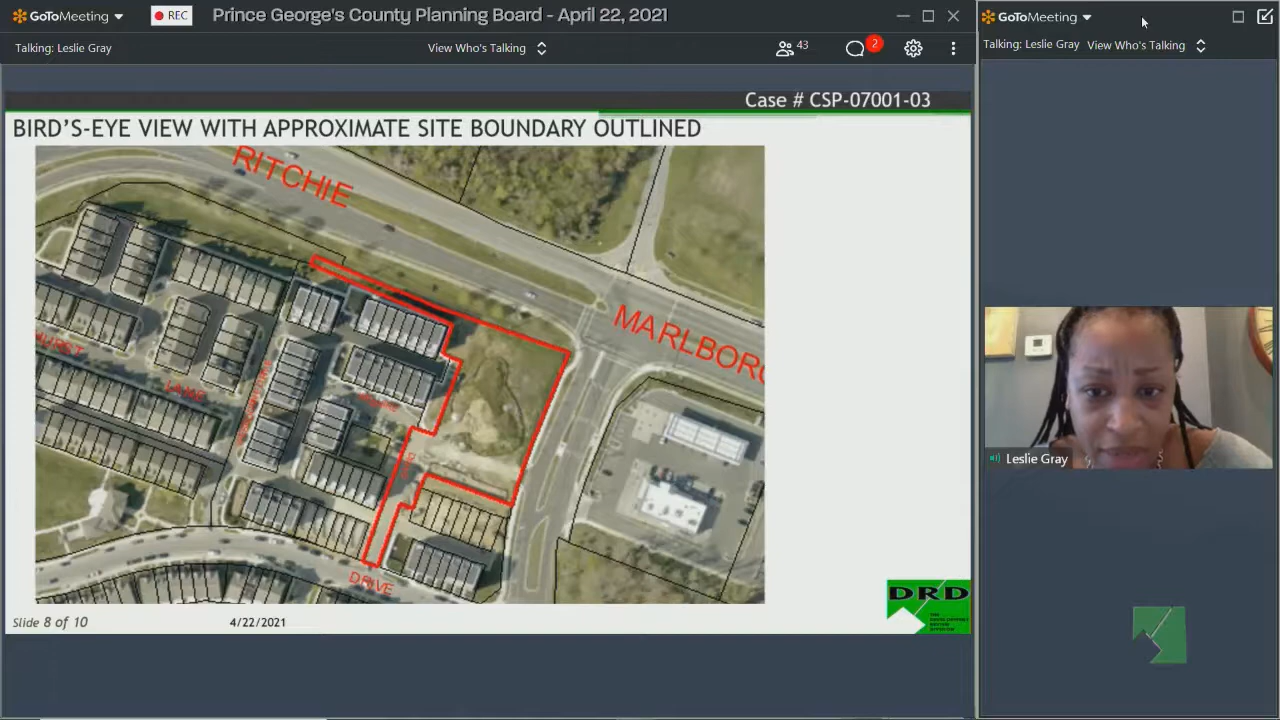 GoToMeeting
REC
Prince George's County Planning Board - April 22, 2021
GoToMeeting
Talking: Leslie Gray
View Who's Talking
43
2
Talking: Leslie Gray
View Who's Talking
Case # CSP-07001-03
BIRD'S-EYE VIEW WITH APPROXIMATE SITE BOUNDARY OUTLINED
RITCHIE
MARLBORO
LANE
DRIVE
Leslie Gray
DRD
Slide 8 of 10
4/22/2021